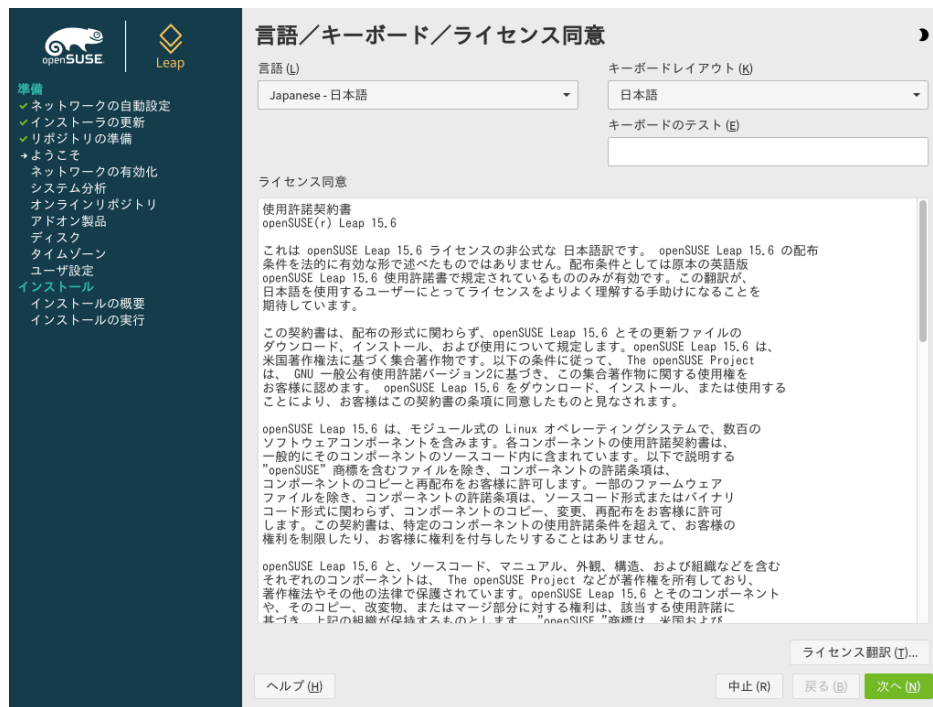 openSUSE.
Leap
準備
ネットワークの自動設定
インストーラの更新
リポジトリの準備
ようこそ
ネットワークの有効化
システム分析
オンラインリポジトリ
アドオン製品
ディスク
タイムゾーン
ユーザ設定
インストール
インストールの概要
インストールの実行
言語／キーボード／ライセンス同意
言語(L)
キーボードレイアウト(K)
Japanese - 日本語
日本語
キーボードのテスト(E)
ライセンス同意
使用許諾契約書
openSUSE(r) Leap 15.6
これは openSUSE Leap 15.6 ライセンスの非公式な 日本語訳です。 openSUSE Leap 15.6 の配布
条件を法的に有効な形で述べたものではありません。配布条件としては原本の英語版
openSUSE Leap 15.6 使用許諾書で規定されているもののみが有効です。この翻訳が、
日本語を使用するユーザーにとってライセンスをよりよく理解する手助けになることを
期待しています。
この契約書は、配布の形式に関わらず、openSUSE Leap 15.6 とその更新ファイルの
ダウンロード、インストール、および使用について規定します。openSUSE Leap 15.6 は、
米国著作権法に基づく集合著作物です。以下の条件に従って、 The openSUSE Project
は、 GNU 一般公有使用許諾バージョン2に基づき、この集合著作物に関する使用権を
お客様に認めます。 openSUSE Leap 15.6 をダウンロード、インストール、または使用する
ことにより、お客様はこの契約書の条項に同意したものと見なされます。
openSUSE Leap 15.6 は、モジュール式の Linux オペレーティングシステムで、数百の
ソフトウェアコンポーネントを含みます。各コンポーネントの使用許諾契約書は、
一般的にそのコンポーネントのソースコード内に含まれています。以下で説明する
”openSUSE” 商標を含むファイルを除き、コンポーネントの許諾条項は、
コンポーネントのコピーと再配布をお客様に許可します。一部のファームウェア
ファイルを除き、コンポーネントの許諾条項は、ソースコード形式またはバイナリ
コード形式に関わらず、コンポーネントのコピー、変更、再配布をお客様に許可
します。この契約書は、特定のコンポーネントの使用許諾条件を超えて、お客様の
権利を制限したり、お客様に権利を付与したりすることはありません。
openSUSE Leap 15.6 と、ソースコード、マニュアル、外観、構造、および組織などを含む
それぞれのコンポーネントは、 The openSUSE Project などが著作権を所有しており、
著作権法やその他の法律で保護されています。openSUSE Leap 15.6 とそのコンポーネント
や、そのコピー、改変物、またはマージ部分に対する権利は、該当する使用許諾に
基づき、上記の組織が保持するものとします。 ”openSUSE ”商標は、米国および
ライセンス翻訳(T)...
ヘルプ(H)
中止(R)
戻る(B)
次へ(N)